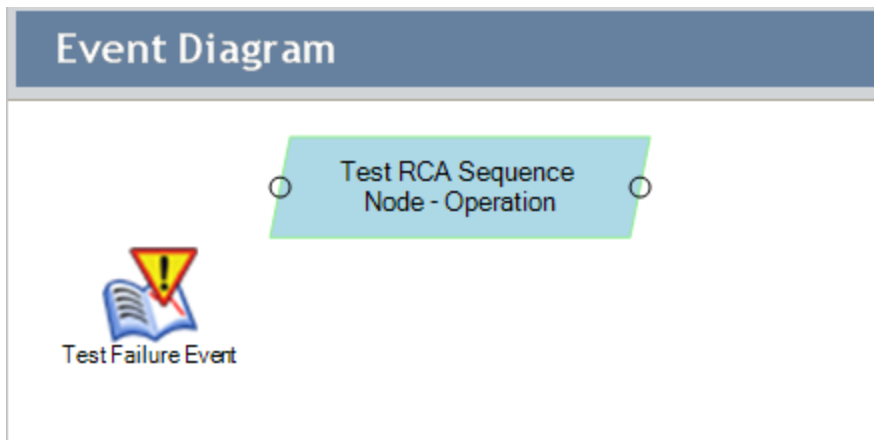 Event Diagram
Test RCA Sequence
Node - Operation
Test Failure Event